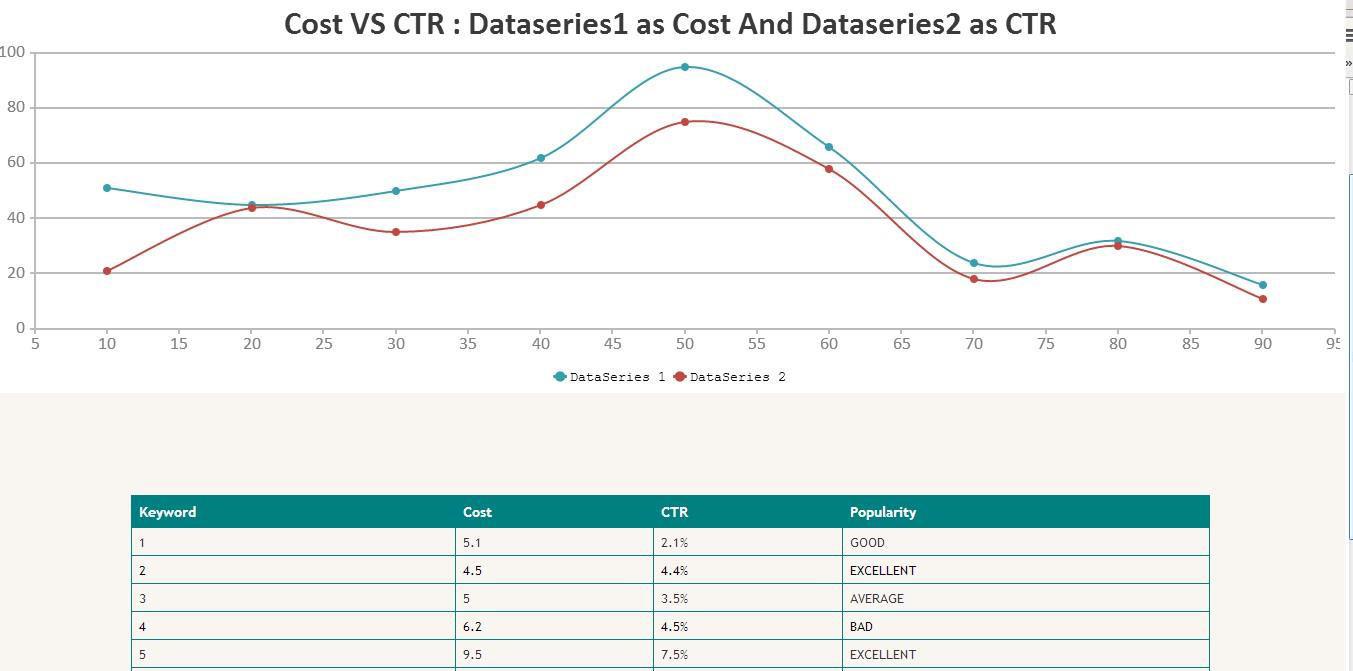 Cost VS CTR : Dataseries1 as Cost And Dataseries2 as CTR
100
80
60
40
20
0
5 10 15 20 25 30 35 40 45 50 55 60 65 70 75 80 85 90 95
DataSeries 1 DataSeries 2
Keyword Cost CTR Popularity
1 5.1 2.1% GOOD
2 4.5 4.4% EXCELLENT
3 5 3.5% AVERAGE
4 6.2 4.5% BAD
5 9.5 7.5% EXCELLENT